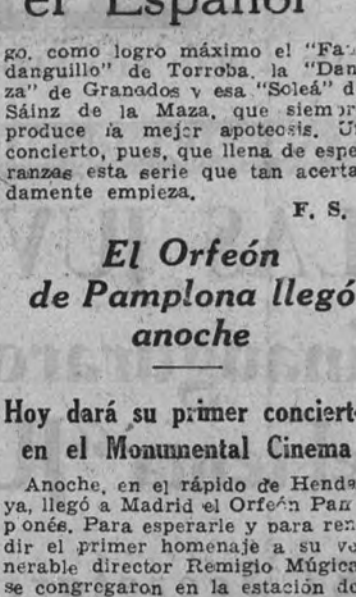 el Español
go, como logro máximo el "Fa-
danguillo" de Torroba, la "Dan
za" de Granados y esa "Soleá" d
Sáinz de la Maza, que siempr
produce la mejor apoteosis. U
concierto, pues, que llena de espe
ranzas esta serie que tan acerta
damente empieza.
F. S.
El Orfeón
de Pamplona llegó
anoche
Hoy dará su primer conciert
en el Monumental Cinema
Anoche, en el rápido de Henda
ya, llegó a Madrid el Orfeón Pam
p onés. Para esperarle y para ren
dir el primer homenaje a su ve
nerable director Remigio Múgica
se congregaron en la estación de